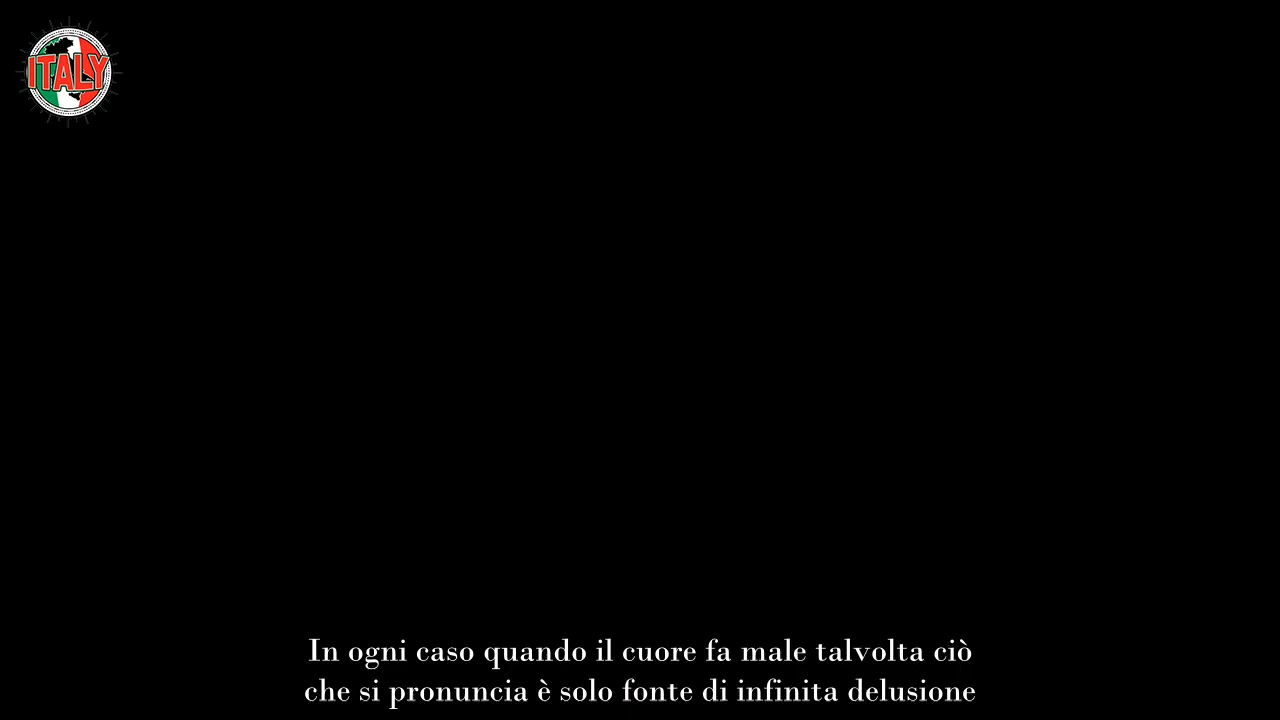 ITALY
In ogni caso quando il cuore fa male talvolta ciò
che si pronuncia è solo fonte di infinita delusione